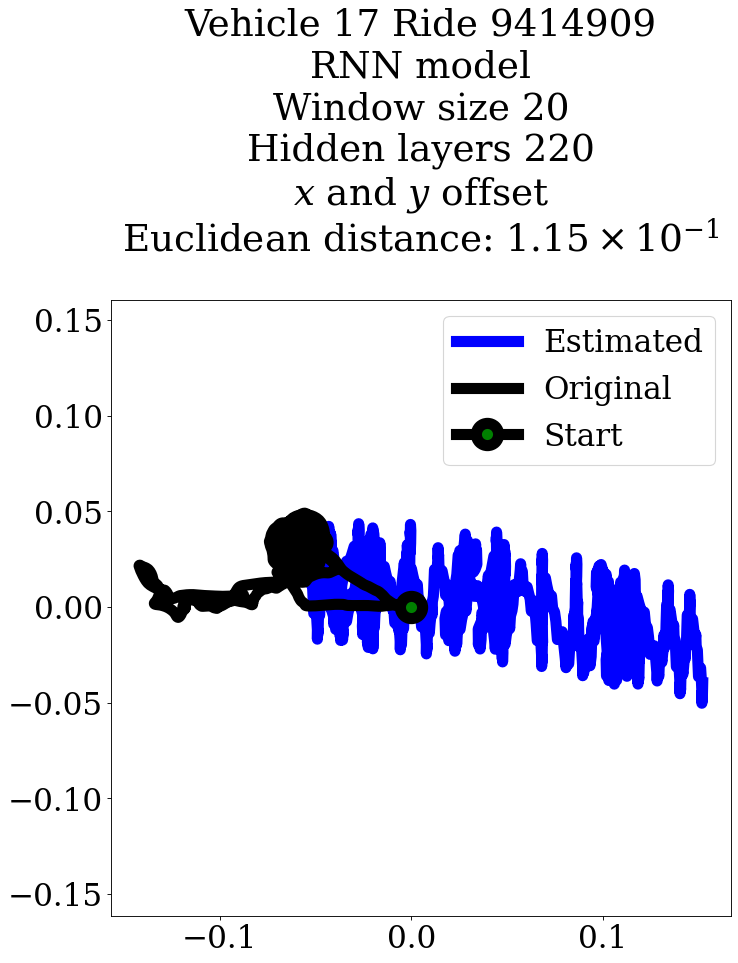 Vehicle 17 Ride 9414909
RNN model
Window size 20
Hidden layers 220
x and y offset
Euclidean distance: 1.15 × 10⁻¹
Estimated
Original
Start
0.15
0.10
0.05
0.00
−0.05
−0.10
−0.15
−0.1
0.0
0.1